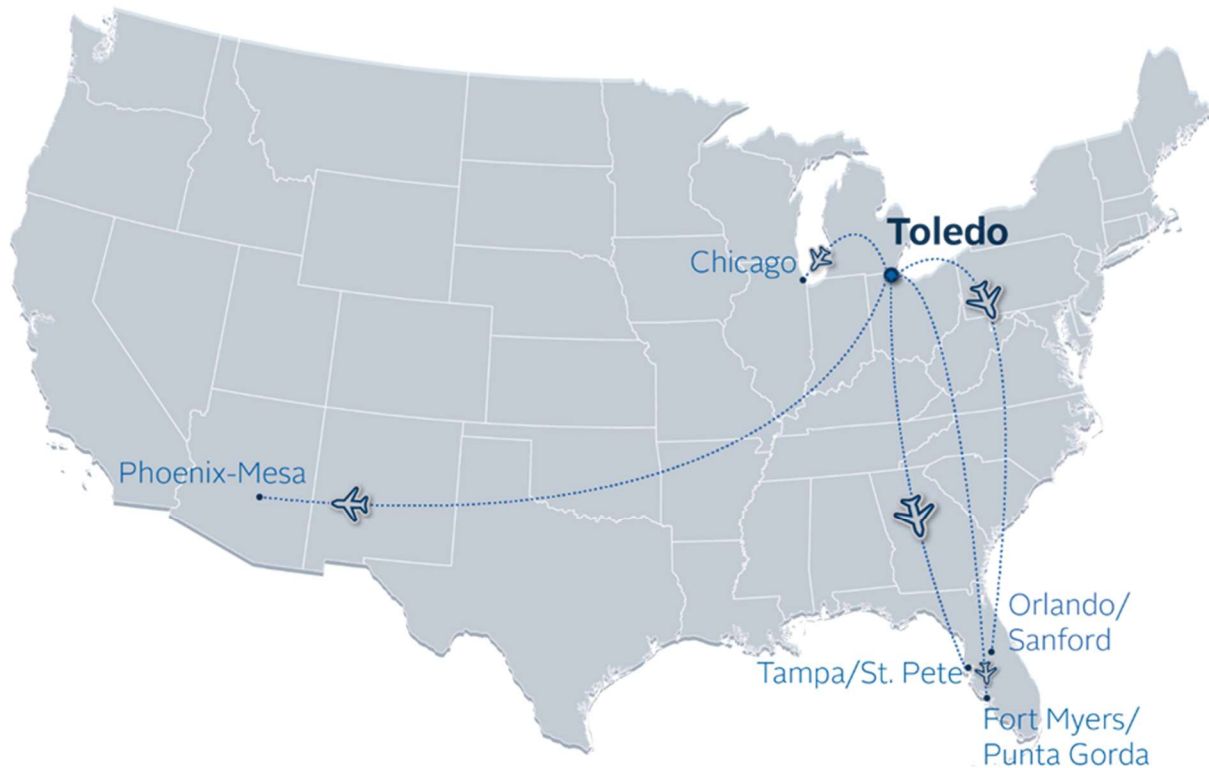 Toledo
Chicago
Phoenix-Mesa
Orlando/
Sanford
Tampa/St. Pete
Fort Myers/
Punta Gorda